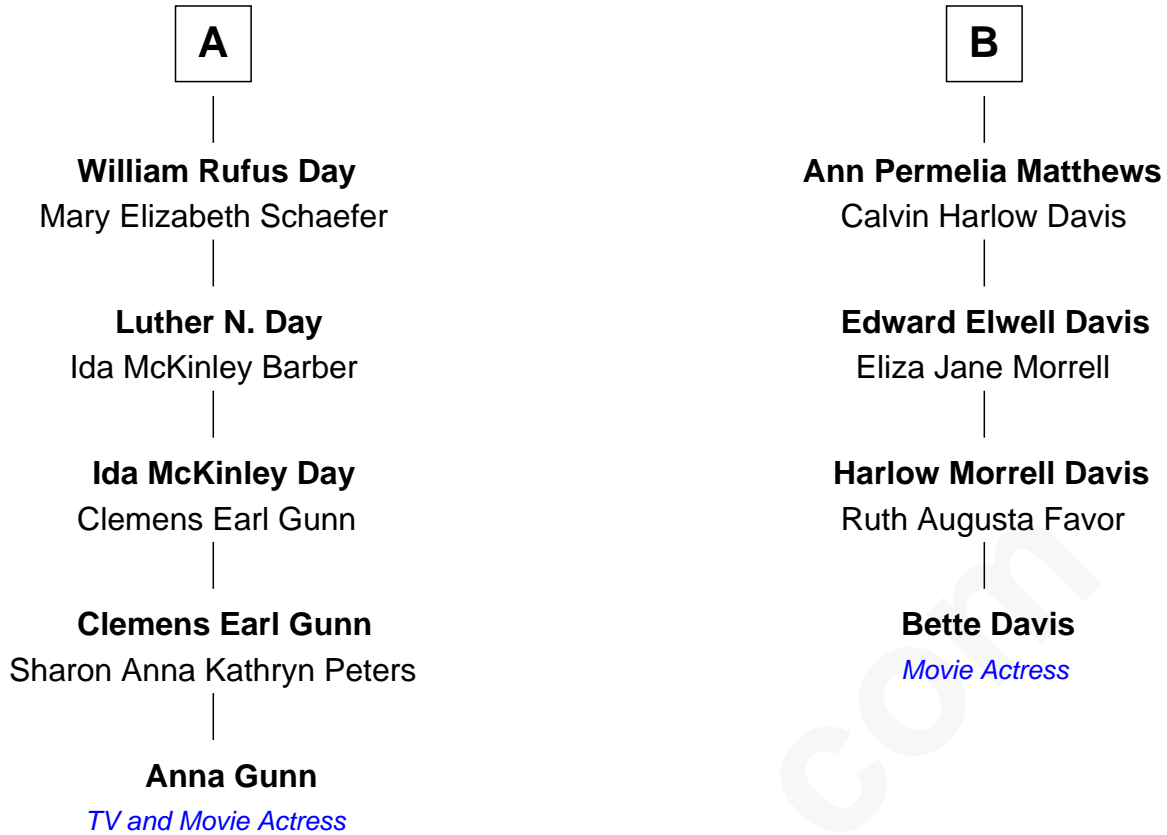 A
William Rufus Day
Mary Elizabeth Schaefer
Luther N. Day
Ida McKinley Barber
Ida McKinley Day
Clemens Earl Gunn
Clemens Earl Gunn
Sharon Anna Kathryn Peters
Anna Gunn
TV and Movie Actress
B
Ann Permelia Matthews
Calvin Harlow Davis
Edward Elwell Davis
Eliza Jane Morrell
Harlow Morrell Davis
Ruth Augusta Favor
Bette Davis
Movie Actress
com